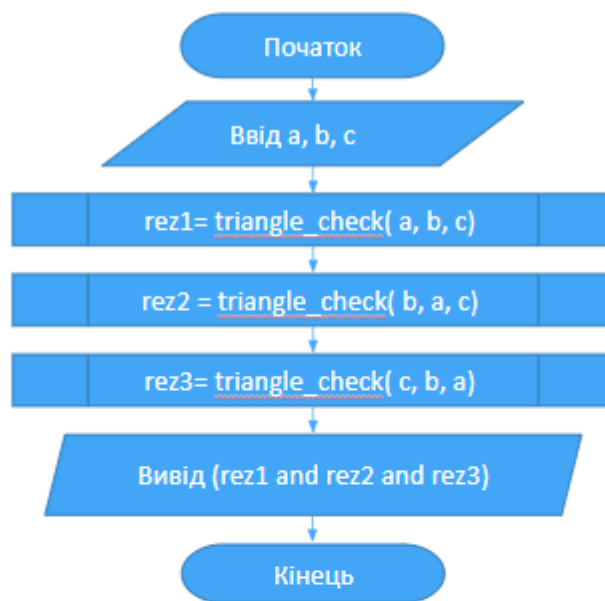 Початок
Ввід a, b, c
rez1= triangle_check( a, b, c)
rez2 = triangle_check( b, a, c)
rez3= triangle_check( c, b, a)
Вивід (rez1 and rez2 and rez3)
Кінець